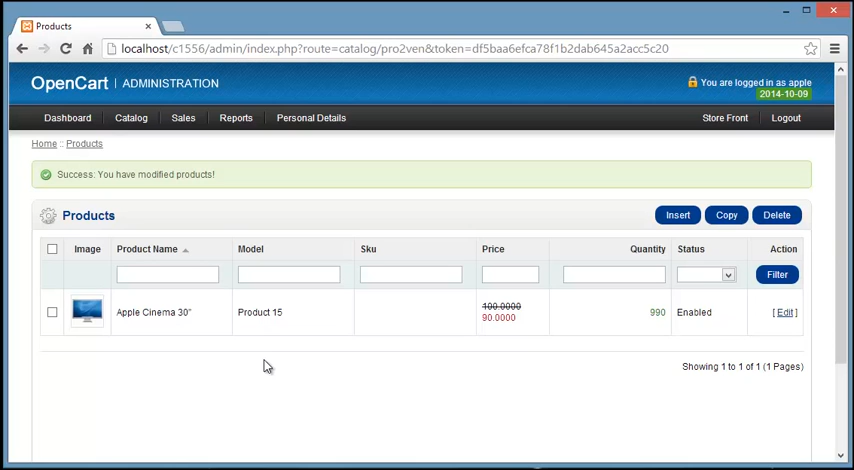 Products
localhost/c1556/admin/index.php?route=catalog/pro2ven&token=df5baa6efca78f1b2dab645a2acc5c20
OpenCart | ADMINISTRATION
You are logged in as apple
2014-10-09
Dashboard Catalog Sales Reports Personal Details Store Front Logout
Home :: Products
Success: You have modified products!
Products Insert Copy Delete
Image Product Name Model Sku Price Quantity Status Action
Filter
100.0000
Apple Cinema 30" Product 15 990 Enabled [ Edit ]
90.0000
Showing 1 to 1 of 1 (1 Pages)